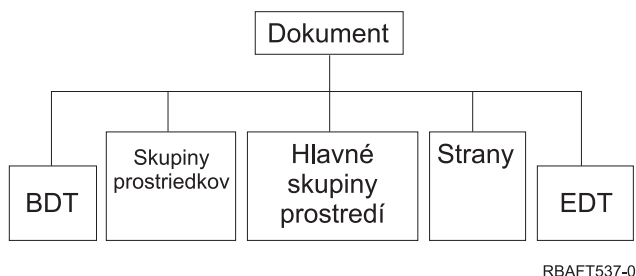 Dokument
BDT
Skupiny
prostriedkov
Hlavné
skupiny
prostredí
Strany
EDT
RBAFT537-0